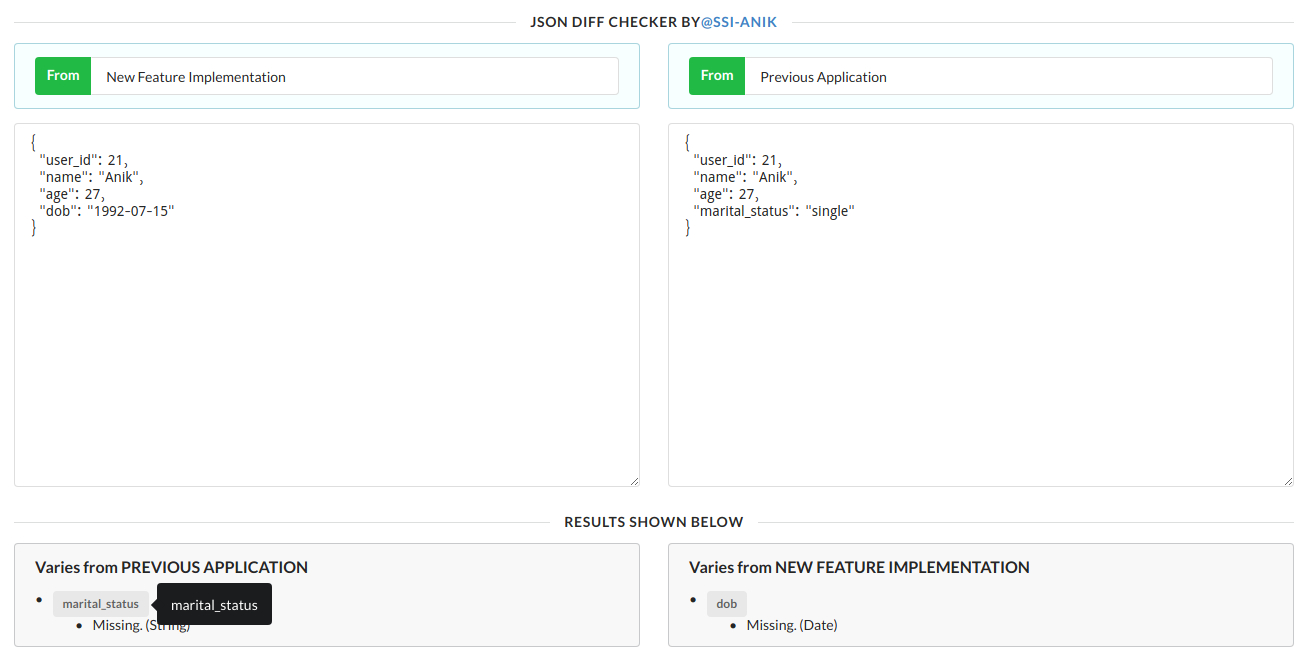 JSON DIFF CHECKER BY@SSI-ANIK
From New Feature Implementation
From Previous Application
{
"user_id": 21,
"name": "Anik",
"age": 27,
"dob": "1992-07-15"
}
{
"user_id": 21,
"name": "Anik",
"age": 27,
"marital_status": "single"
}
RESULTS SHOWN BELOW
Varies from PREVIOUS APPLICATION
marital_status
marital_status
Missing. (String)
Varies from NEW FEATURE IMPLEMENTATION
dob
Missing. (Date)